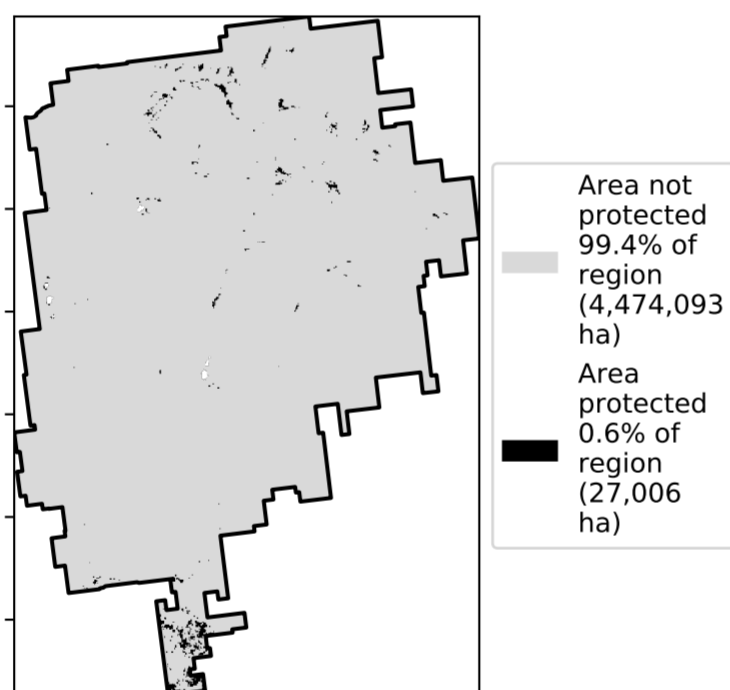 Area not
protected
99.4% of
region
(4,474,093
ha)
Area
protected
0.6% of
region
(27,006
ha)